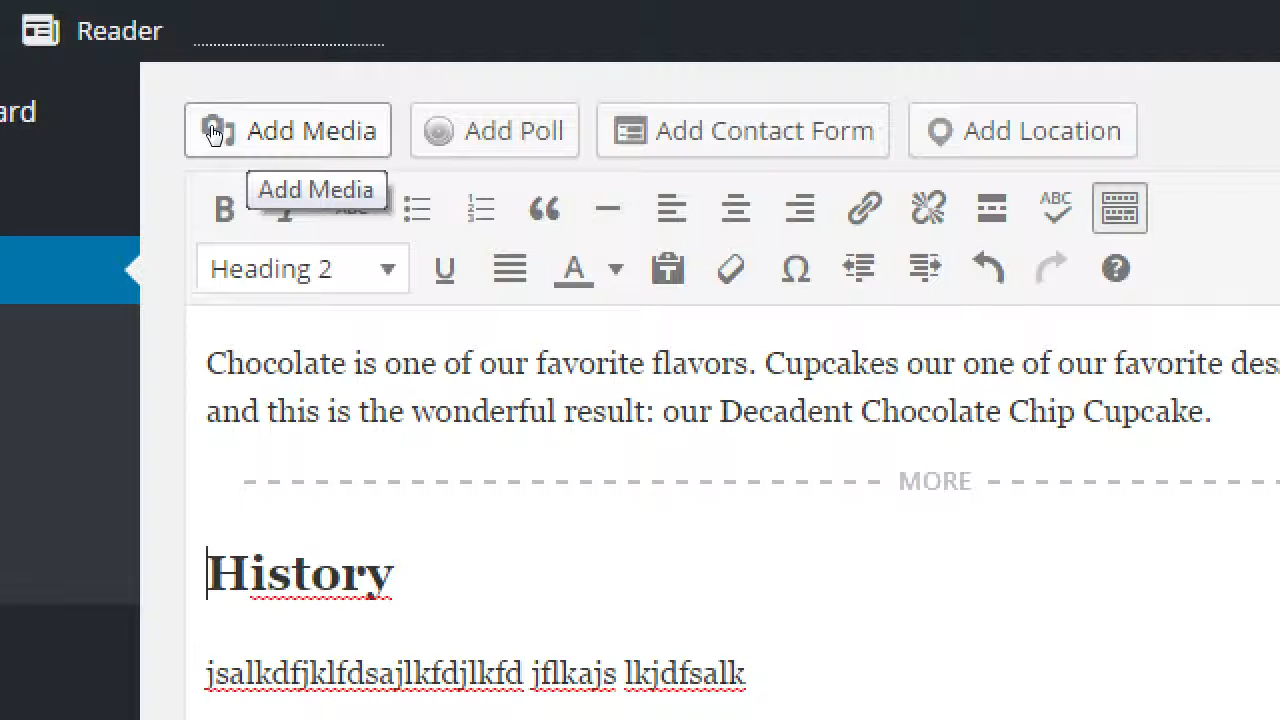 Reader
ard
Add Media
Add Poll
Add Contact Form
Add Location
Add Media
B
ABC
Heading 2
U
A
T
Ω
?
Chocolate is one of our favorite flavors. Cupcakes our one of our favorite des
and this is the wonderful result: our Decadent Chocolate Chip Cupcake.
MORE
History
jsalkdfjklfdsajlkfdjlkfd jflkajs lkjdfsalk